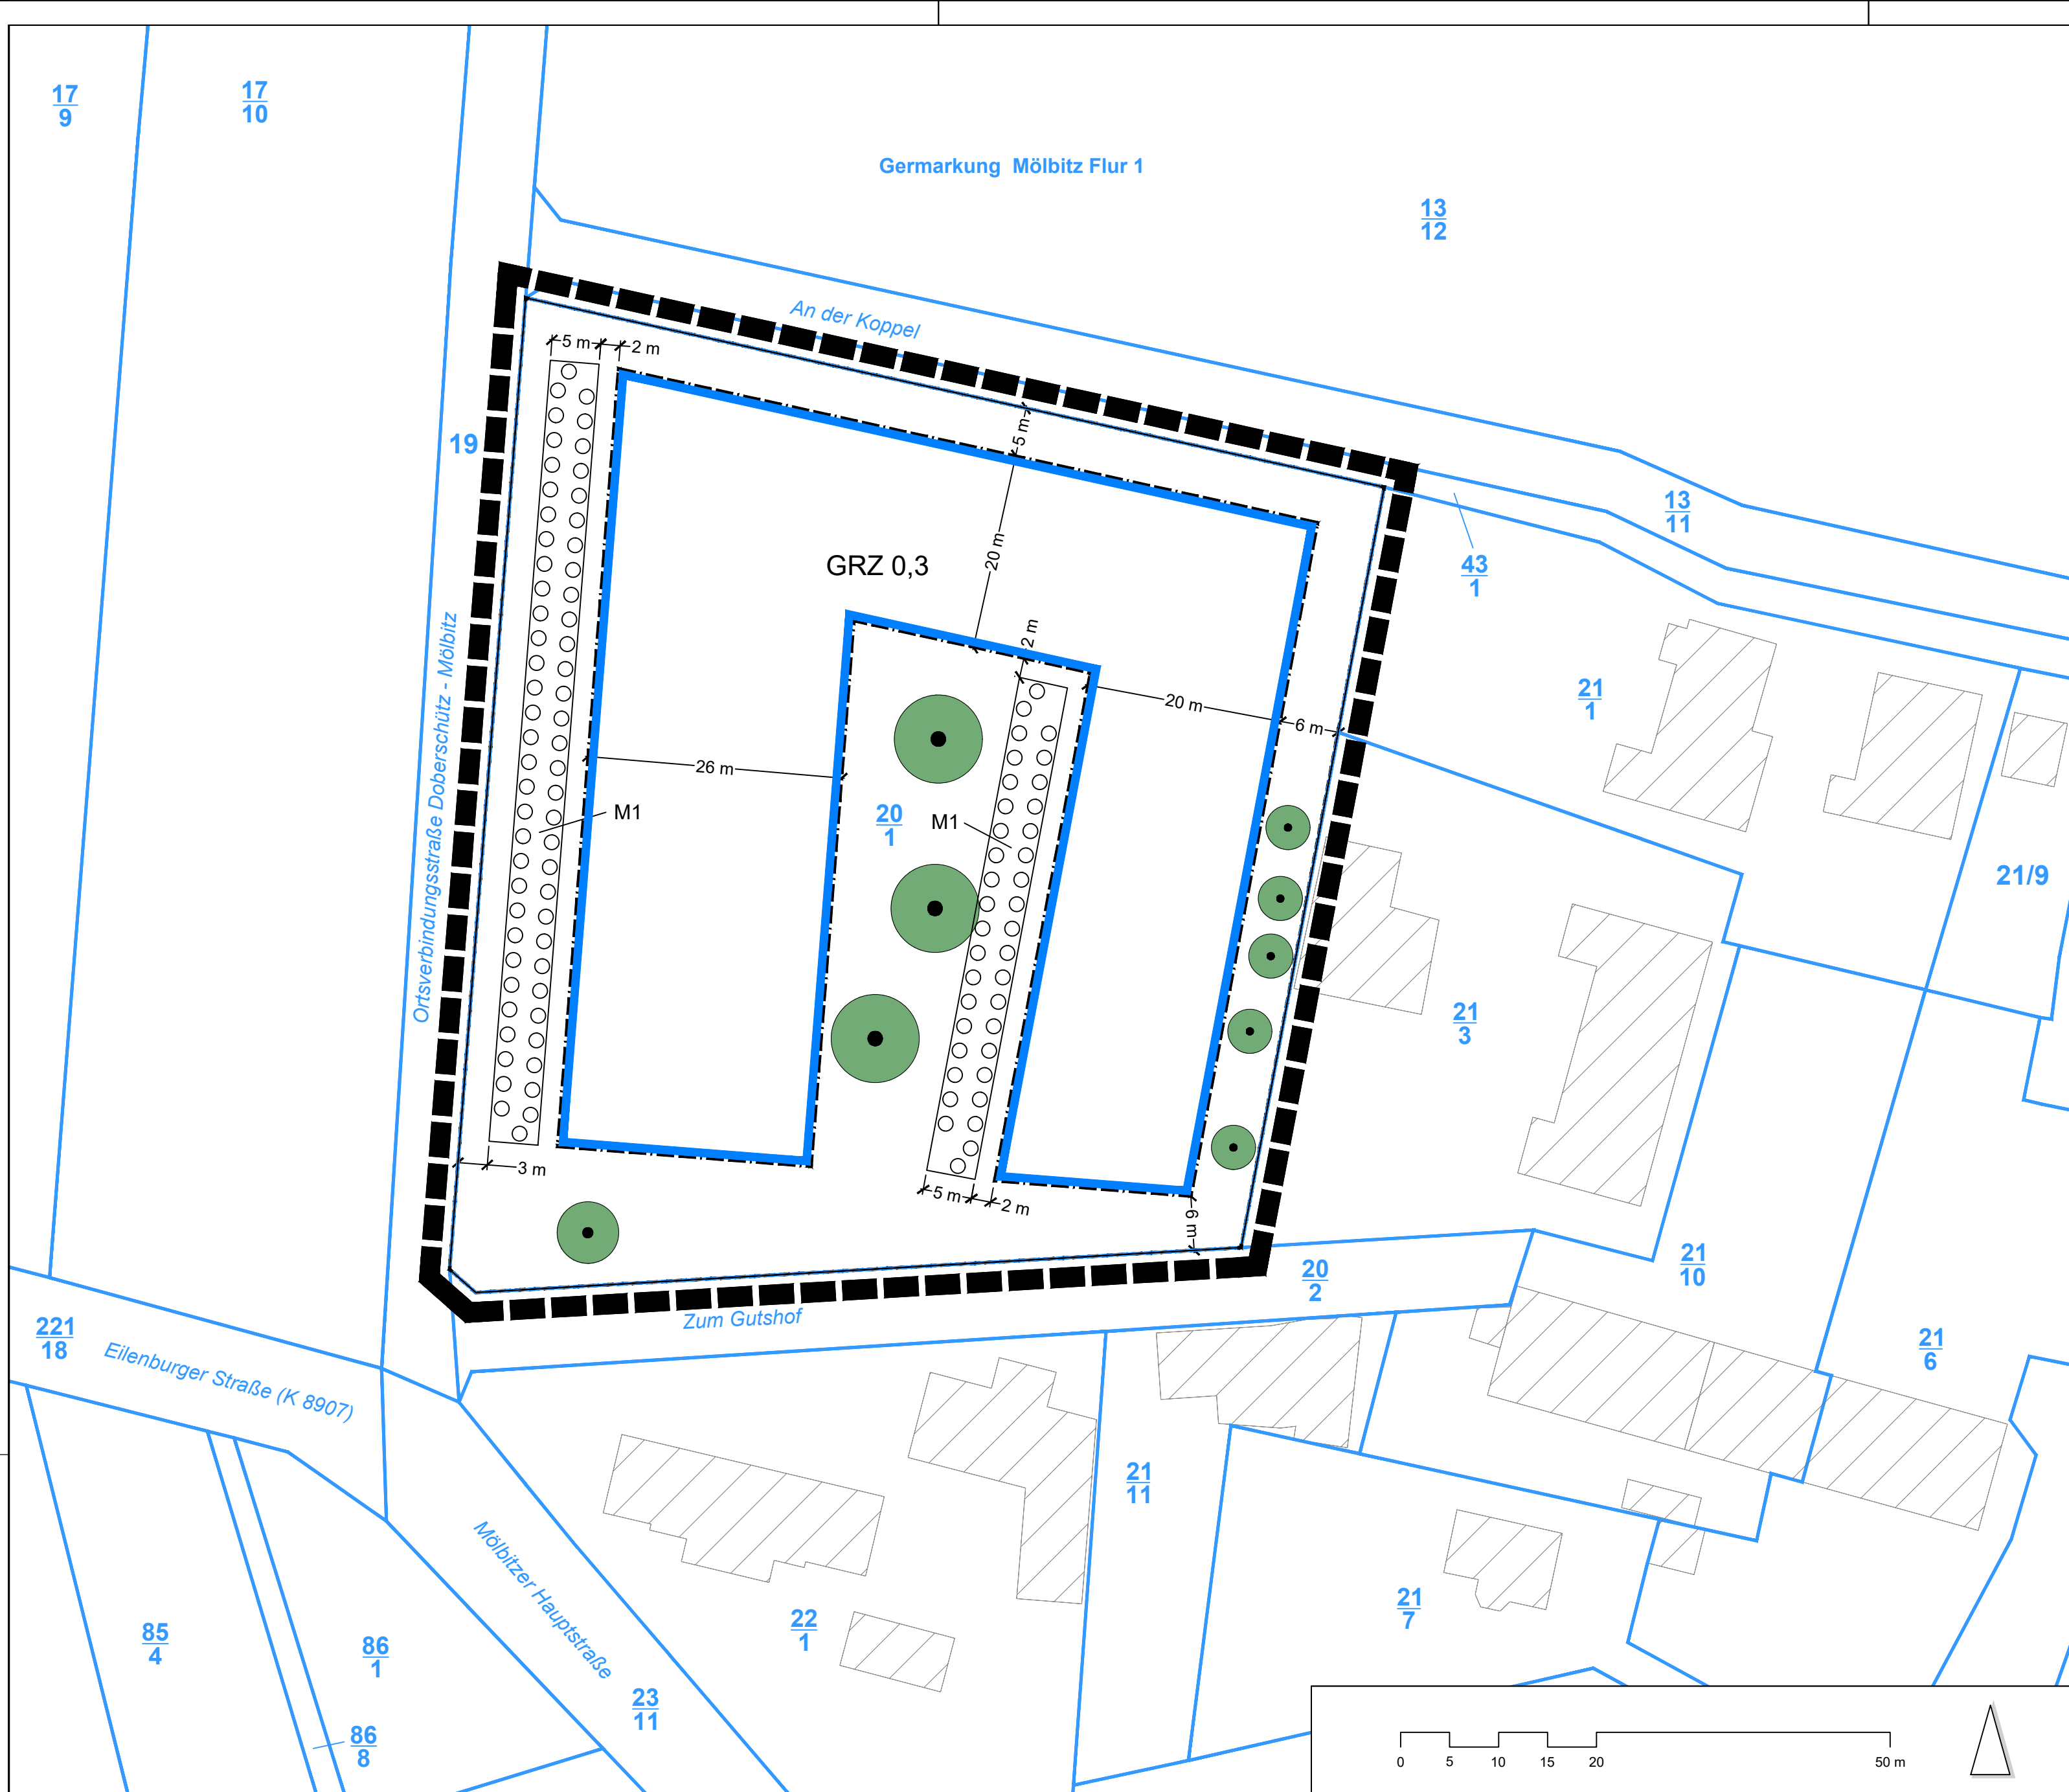 17
9
17
10
Germarkung Mölbitz Flur 1
13
12
An der Koppel
5 m
2 m
19
5 m
13
11
20 m
GRZ 0,3
43
1
2 m
21
1
20 m
6 m
26 m
Ortsverbindungsstraße Doberschütz - Mölbitz
M1
20
1
M1
21/9
21
3
3 m
5 m
2 m
6 m
21
10
20
2
Zum Gutshof
221
18
Eilenburger Straße (K 8907)
21
6
21
11
Mölbitzer Hauptstraße
21
7
22
1
85
4
86
1
23
11
86
8
0
5
10
15
20
50 m